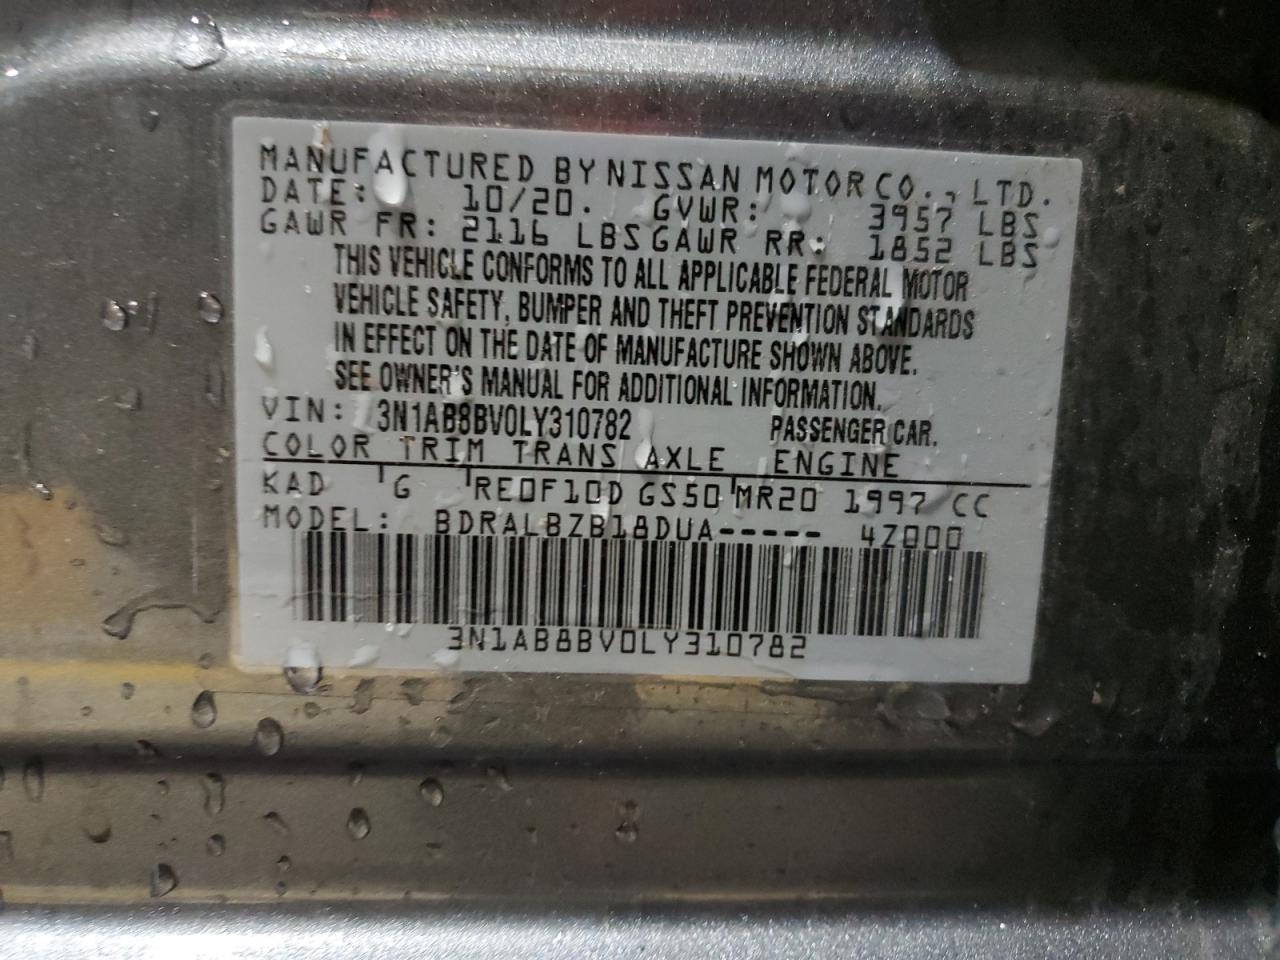 MANUFACTURED BY NISSAN MOTOR CO., LTD.
DATE: 10/20. GVWR: 3957 LBS
GAWR FR: 2116 LBS GAWR RR: 1852 LBS
THIS VEHICLE CONFORMS TO ALL APPLICABLE FEDERAL MOTOR
VEHICLE SAFETY, BUMPER AND THEFT PREVENTION STANDARDS
IN EFFECT ON THE DATE OF MANUFACTURE SHOWN ABOVE.
SEE OWNER'S MANUAL FOR ADDITIONAL INFORMATION.
VIN: 3N1AB8BV0LY310782 PASSENGER CAR.
COLOR TRIM TRANS AXLE ENGINE
KAD G RE0F10D GS50 MR20 1997 CC
MODEL: BDRALBZB18DUA----- 4Z000
3N1AB8BV0LY310782